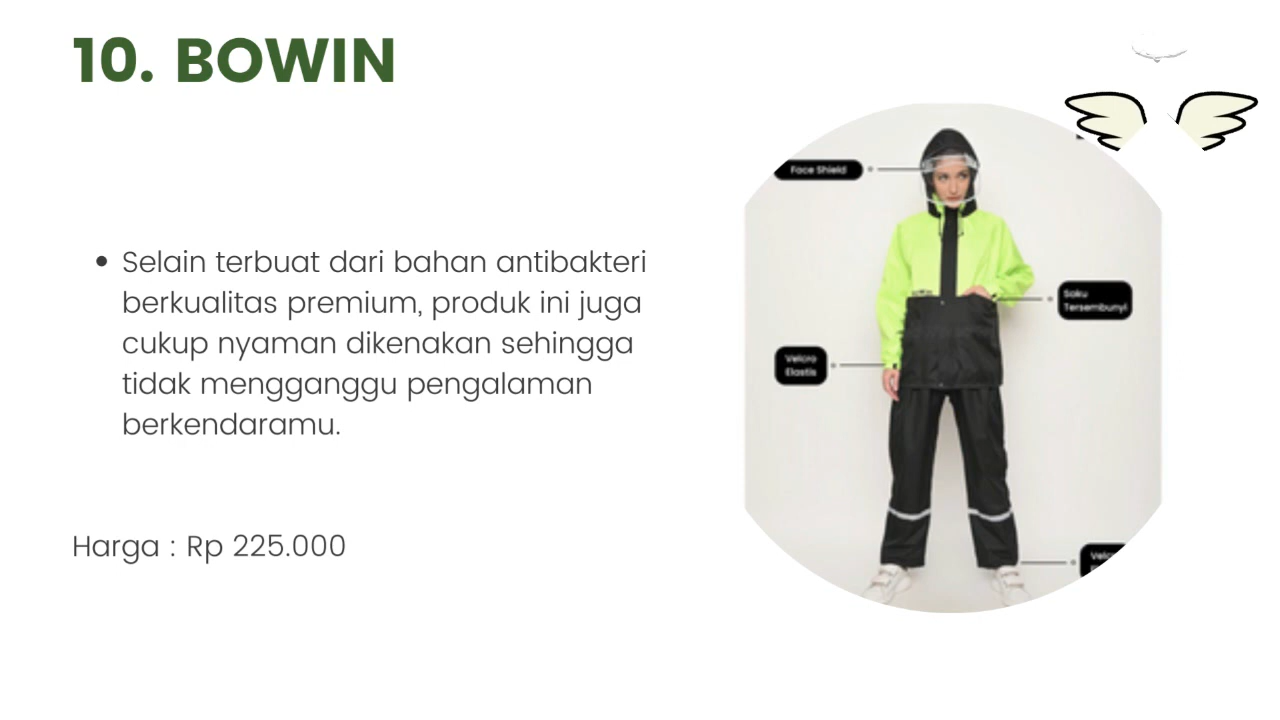 10. BOWIN
Selain terbuat dari bahan antibakteri
berkualitas premium, produk ini juga
cukup nyaman dikenakan sehingga
tidak mengganggu pengalaman
berkendaramu.
Harga : Rp 225.000
Face Shield
Saku
Tersembunyi
Velcro
Elastis